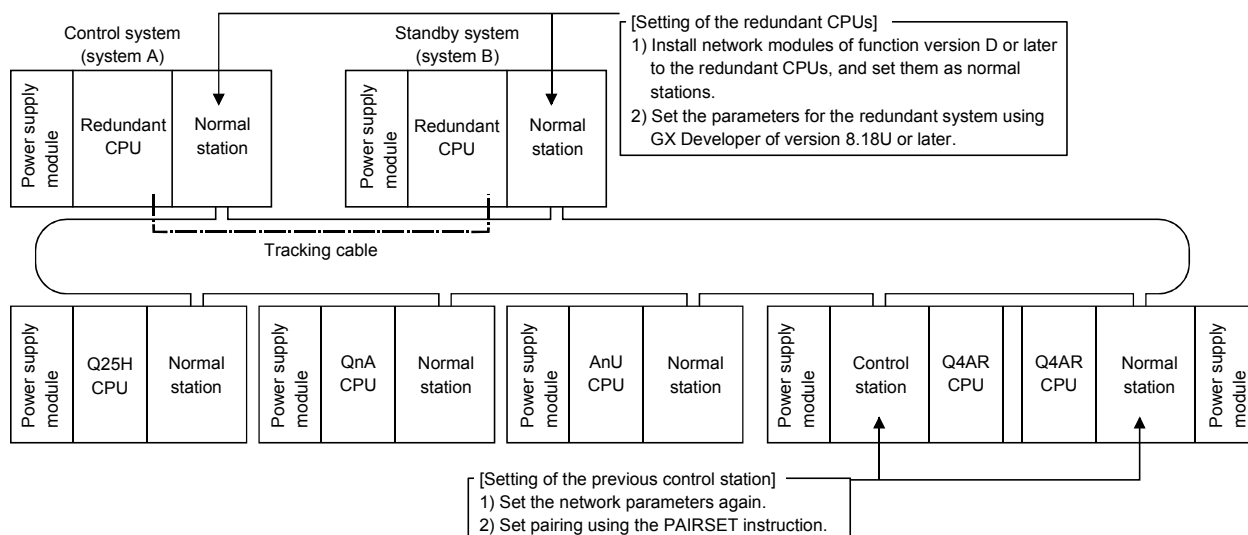 Control system
(system A)
Standby system
(system B)
[Setting of the redundant CPUs]
1) Install network modules of function version D or later
to the redundant CPUs, and set them as normal
stations.
2) Set the parameters for the redundant system using
GX Developer of version 8.18U or later.
Power supply
module
Redundant
CPU
Normal
station
Power supply
module
Redundant
CPU
Normal
station
Tracking cable
Power supply
module
Q25H
CPU
Normal
station
Power supply
module
QnA
CPU
Normal
station
Power supply
module
AnU
CPU
Normal
station
Power supply
module
Control
station
Q4AR
CPU
Q4AR
CPU
Normal
station
Power supply
module
[Setting of the previous control station]
1) Set the network parameters again.
2) Set pairing using the PAIRSET instruction.